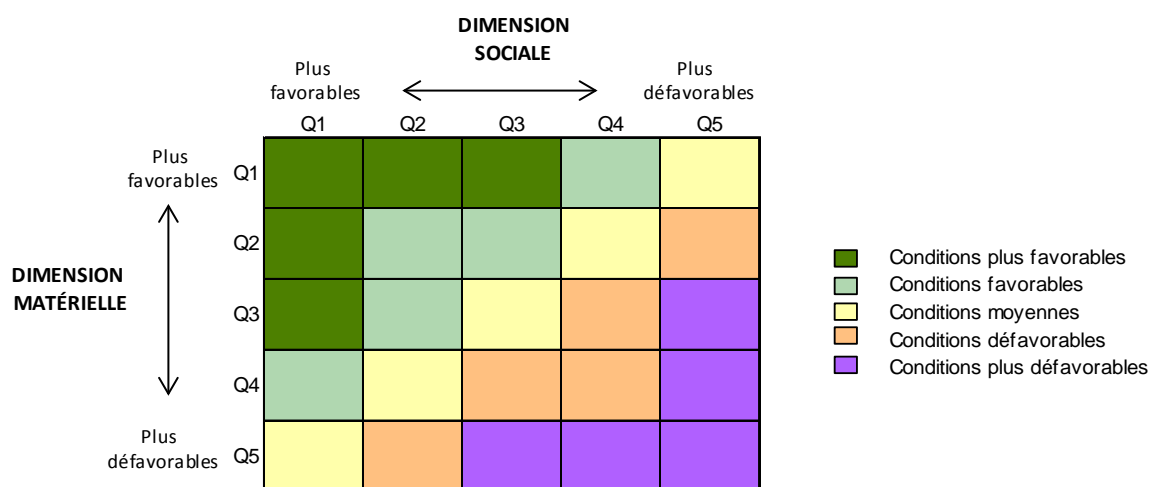 DIMENSION
SOCIALE
Plus
favorables
Plus
défavorables
Q1 Q2 Q3 Q4 Q5
Plus
favorables
Q1
Q2
DIMENSION
MATÉRIELLE
Q3
Q4
Plus
défavorables
Q5
Conditions plus favorables
Conditions favorables
Conditions moyennes
Conditions défavorables
Conditions plus défavorables